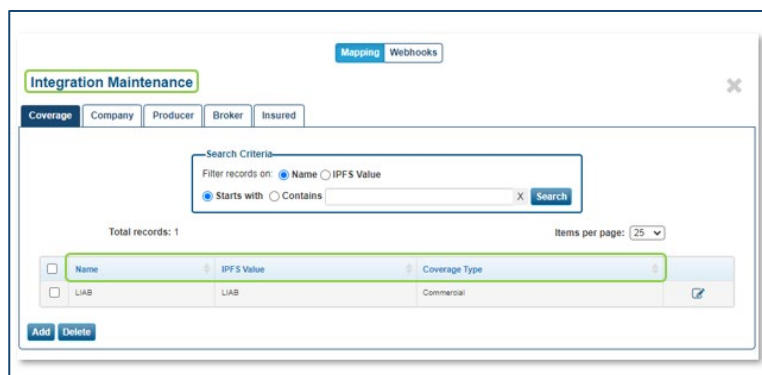 Mapping Webhooks
Integration Maintenance
Coverage Company Producer Broker Insured
Search Criteria
Filter records on: Name IPFS Value
Starts with Contains X Search
Total records: 1 Items per page: 25
Name IPFS Value Coverage Type
LIAB LIAB Commercial
Add Delete